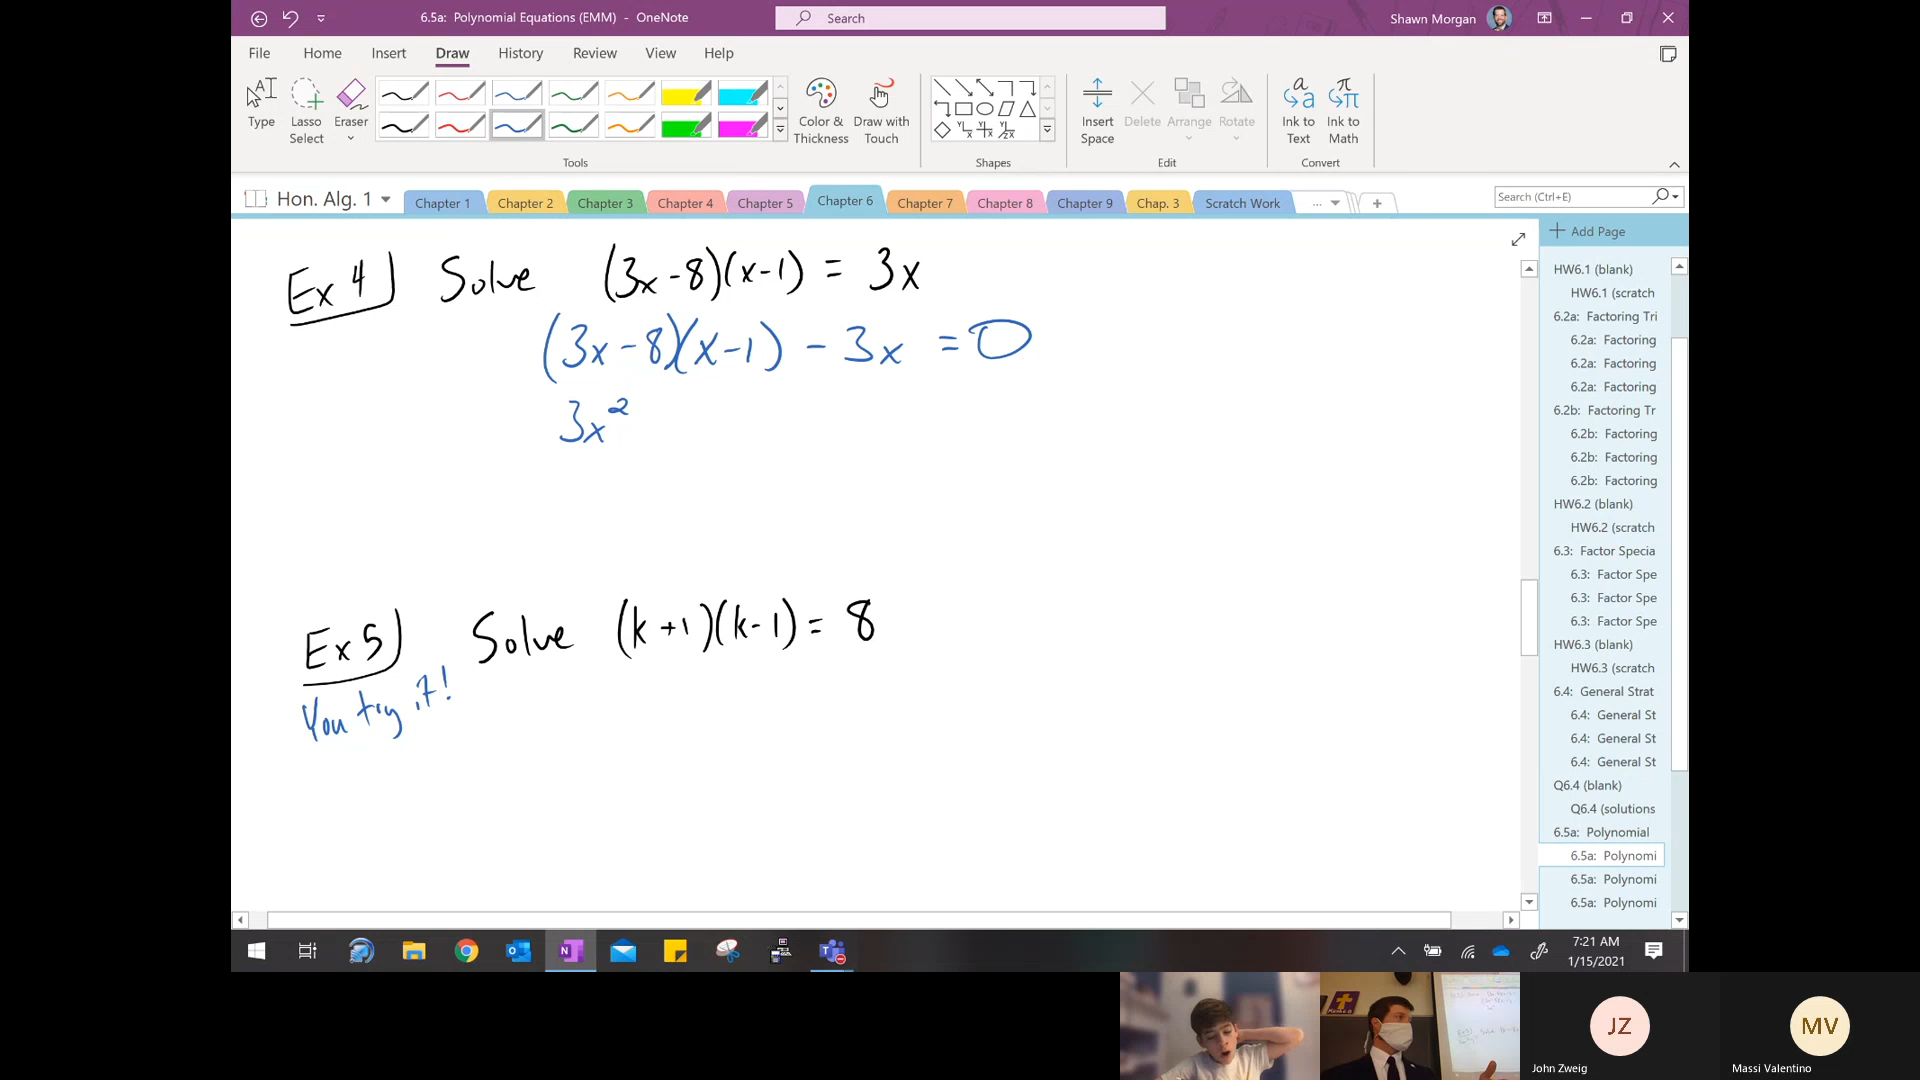 6.5a: Polynomial Equations (EMM) - OneNote
Search
Shawn Morgan
File Home Insert Draw History Review View Help
Type
Lasso Select
Eraser
Color & Thickness
Draw with Touch
Insert Space
Delete
Arrange
Rotate
Ink to Text
Ink to Math
Tools Shapes Edit Convert
Hon. Alg. 1
Chapter 1 Chapter 2 Chapter 3 Chapter 4 Chapter 5 Chapter 6 Chapter 7 Chapter 8 Chapter 9 Chap. 3 Scratch Work ...
Search (Ctrl+E)
Add Page
Ex 4) Solve (3x-8)(x-1) = 3x
(3x-8)(x-1) - 3x = 0
3x²
Ex 5) Solve (k+1)(k-1) = 8
You try it!
HW6.1 (blank)
HW6.1 (scratch
6.2a: Factoring Tri
6.2a: Factoring
6.2a: Factoring
6.2a: Factoring
6.2b: Factoring Tr
6.2b: Factoring
6.2b: Factoring
6.2b: Factoring
HW6.2 (blank)
HW6.2 (scratch
6.3: Factor Specia
6.3: Factor Spe
6.3: Factor Spe
6.3: Factor Spe
HW6.3 (blank)
HW6.3 (scratch
6.4: General Strat
6.4: General St
6.4: General St
6.4: General St
Q6.4 (blank)
Q6.4 (solutions
6.5a: Polynomial
6.5a: Polynomi
6.5a: Polynomi
6.5a: Polynomi
7:21 AM
1/15/2021
JZ
John Zweig
MV
Massi Valentino